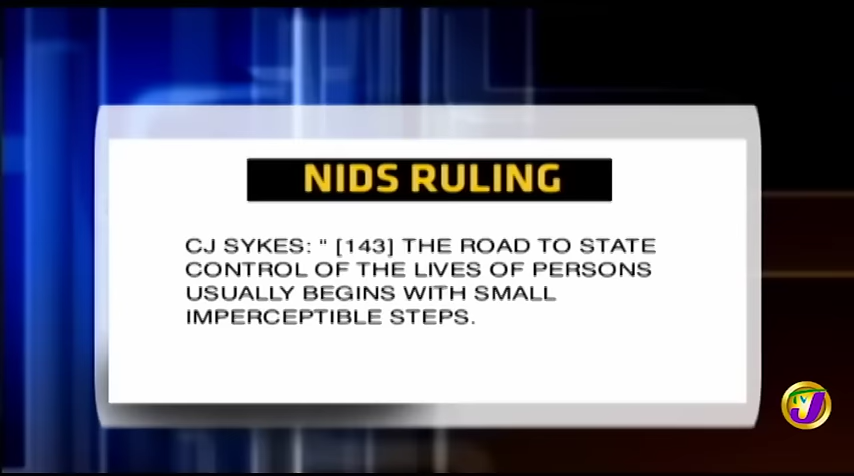 NIDS RULING
CJ SYKES: " [143] THE ROAD TO STATE
CONTROL OF THE LIVES OF PERSONS
USUALLY BEGINS WITH SMALL
IMPERCEPTIBLE STEPS.
TVJ